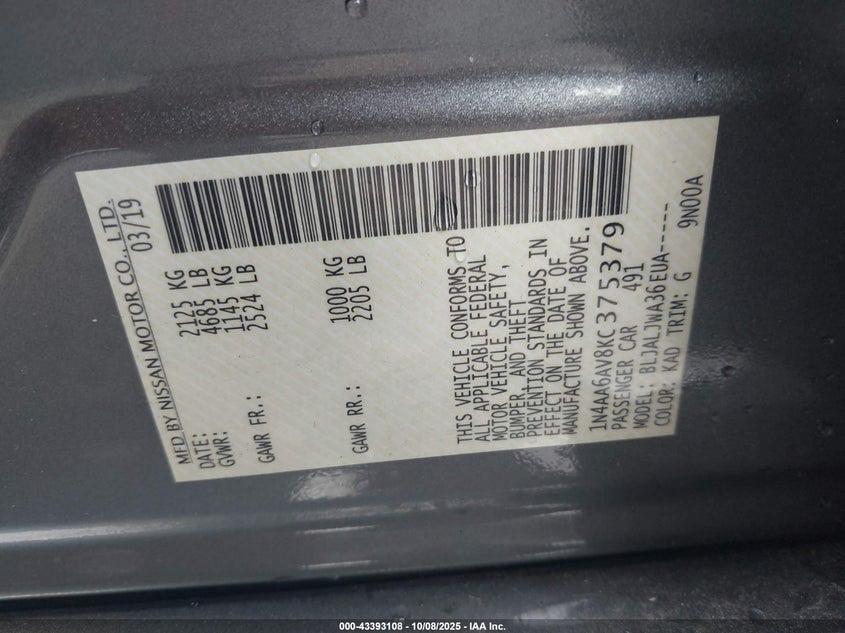 MFD BY NISSAN MOTOR CO., LTD.
DATE: 03/19
GVWR: 2125 KG
4685 LB
GAWR FR.: 1145 KG
2524 LB
GAWR RR.: 1000 KG
2205 LB
THIS VEHICLE CONFORMS TO
ALL APPLICABLE FEDERAL
MOTOR VEHICLE SAFETY,
BUMPER, AND THEFT
PREVENTION STANDARDS IN
EFFECT ON THE DATE OF
MANUFACTURE SHOWN ABOVE.
1N4AA6AV8KC375379
PASSENGER CAR 491
MODEL: BLJALJWA36EUA-----
COLOR: KAD TRIM: G 9N00A
000-43393108 - 10/08/2025 - IAA Inc.